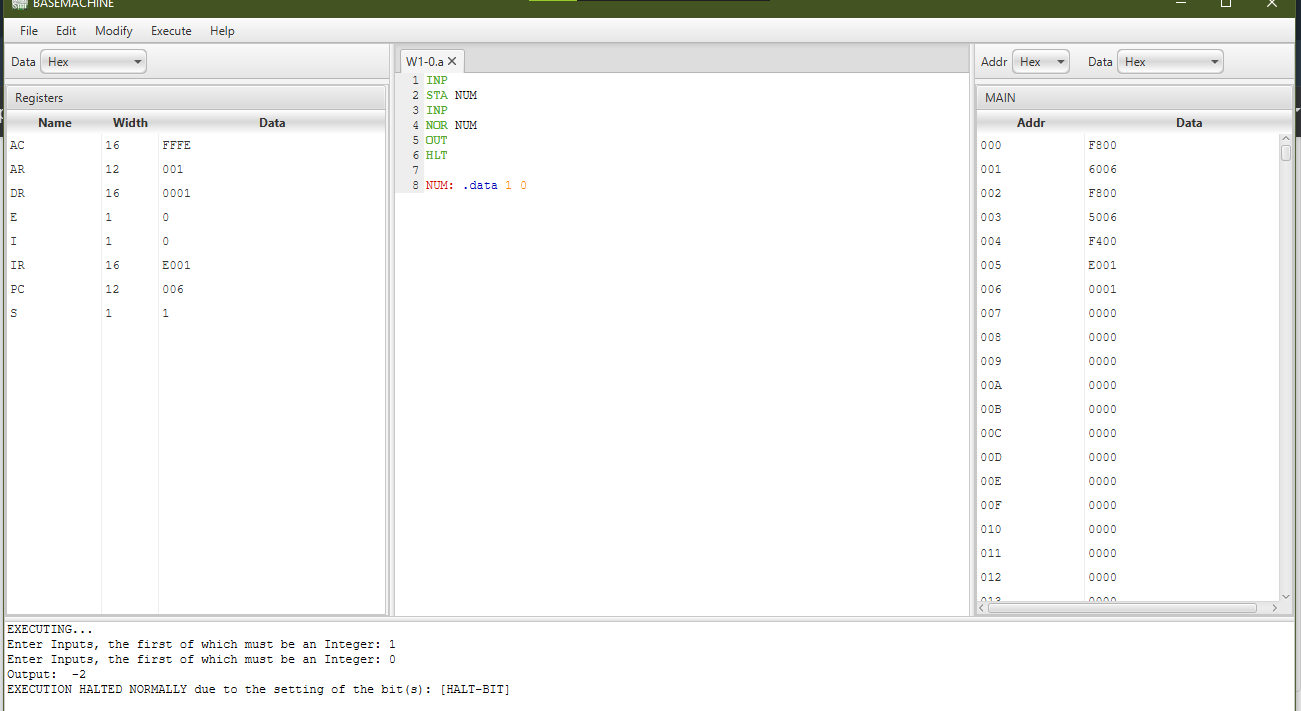 BASEMACHINE
File Edit Modify Execute Help
Data Hex
W1-0.a
Addr Hex Data Hex
Registers
Name Width Data
AC 16 FFFE
AR 12 001
DR 16 0001
E 1 0
I 1 0
IR 16 E001
PC 12 006
S 1 1
1 INP
2 STA NUM
3 INP
4 NOR NUM
5 OUT
6 HLT
7
8 NUM: .data 1 0
MAIN
Addr Data
000 F800
001 6006
002 F800
003 5006
004 F400
005 E001
006 0001
007 0000
008 0000
009 0000
00A 0000
00B 0000
00C 0000
00D 0000
00E 0000
00F 0000
010 0000
011 0000
012 0000
013 0000
EXECUTING...
Enter Inputs, the first of which must be an Integer: 1
Enter Inputs, the first of which must be an Integer: 0
Output: -2
EXECUTION HALTED NORMALLY due to the setting of the bit(s): [HALT-BIT]